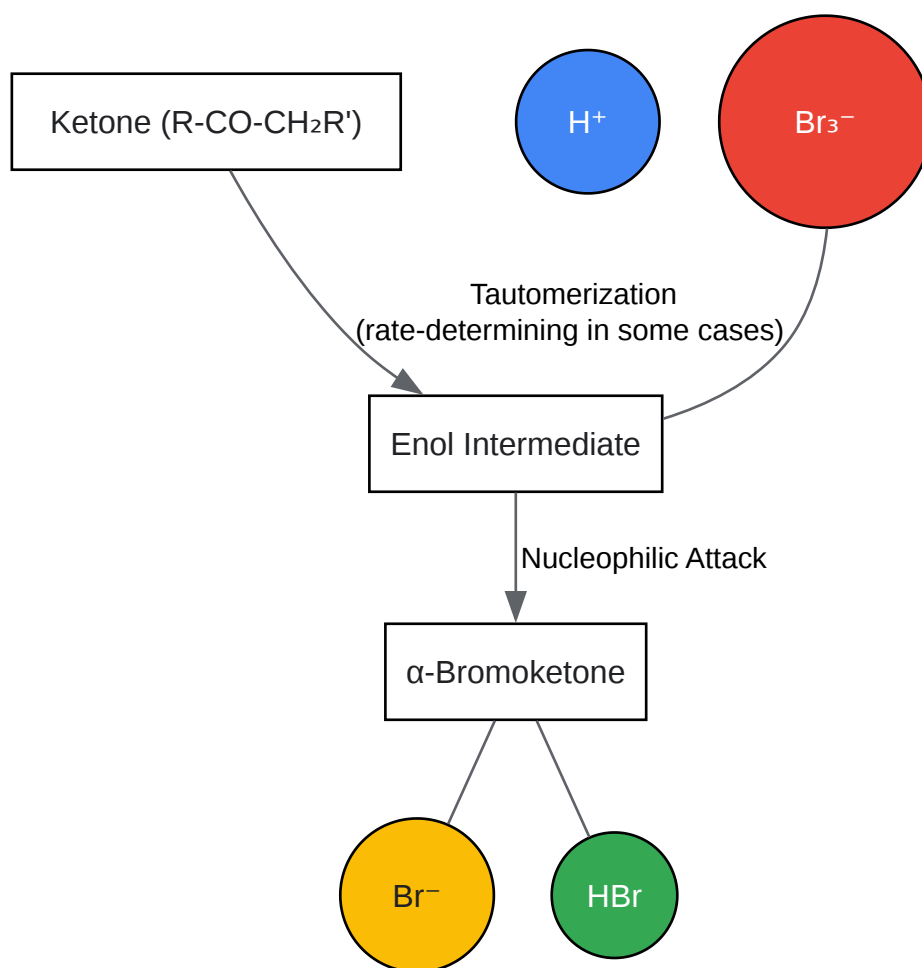 Ketone (R-CO-CH₂R')
H⁺
Br₃⁻
Tautomerization
(rate-determining in some cases)
Enol Intermediate
Nucleophilic Attack
α-Bromoketone
Br⁻
HBr